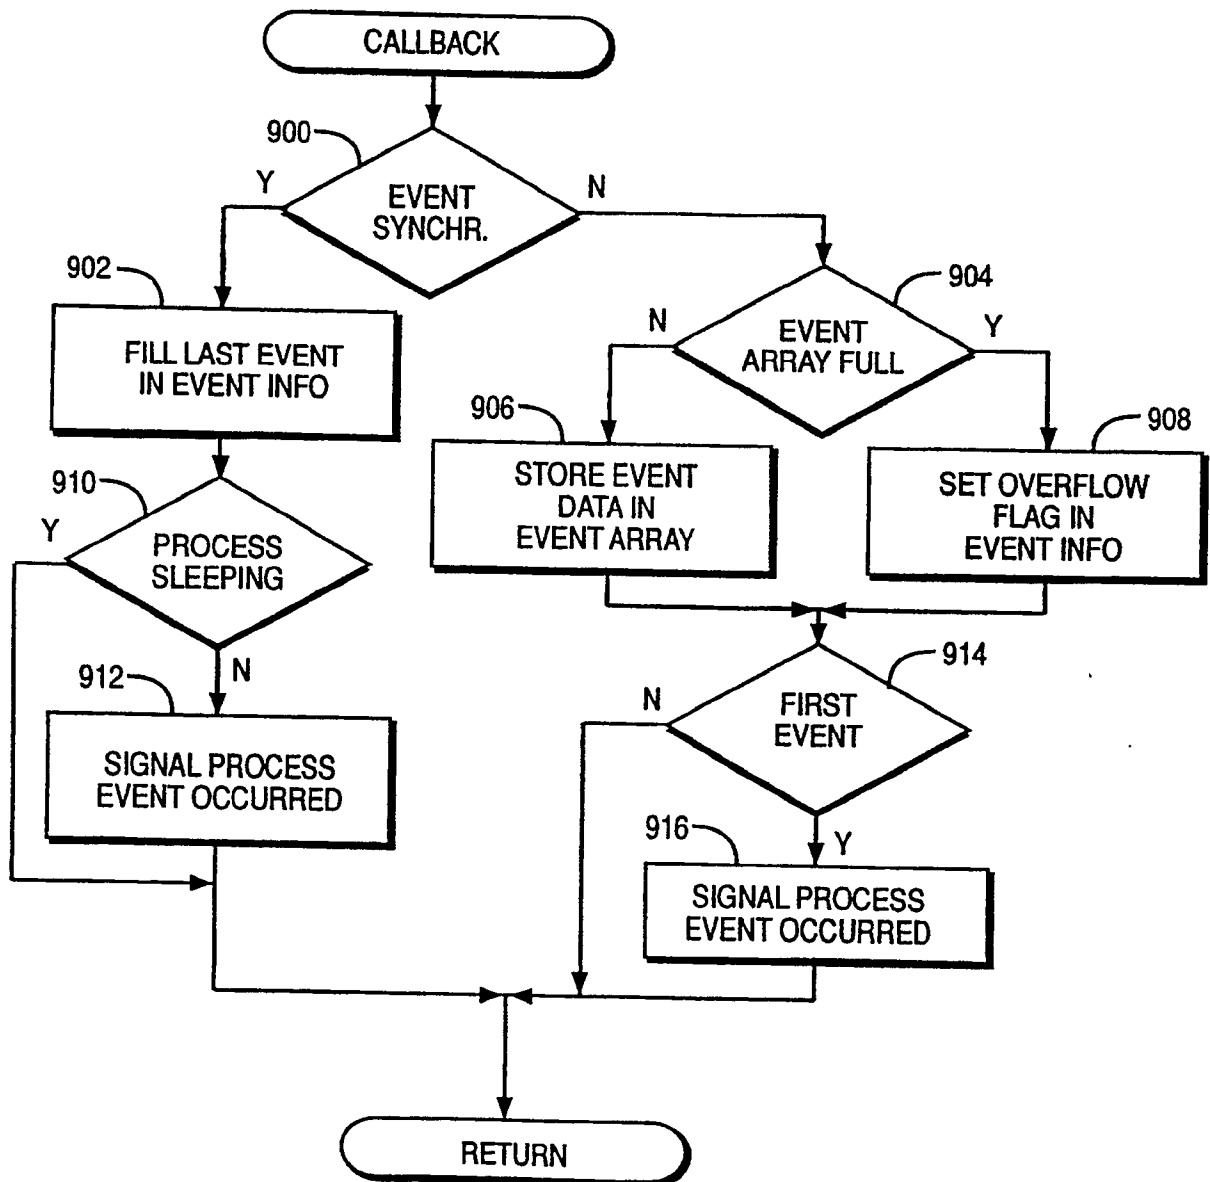 CALLBACK
900
Y
EVENT
SYNCHR.
N
902
FILL LAST EVENT
IN EVENT INFO
904
N
EVENT
ARRAY FULL
Y
906
STORE EVENT
DATA IN
EVENT ARRAY
908
SET OVERFLOW
FLAG IN
EVENT INFO
910
Y
PROCESS
SLEEPING
N
912
SIGNAL PROCESS
EVENT OCCURRED
914
N
FIRST
EVENT
Y
916
SIGNAL PROCESS
EVENT OCCURRED
RETURN